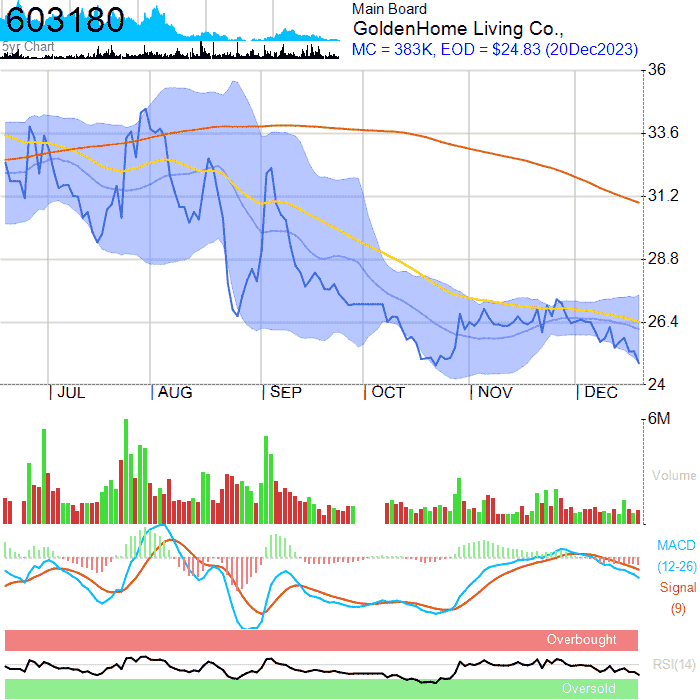 603180
5yr Chart
Main Board
GoldenHome Living Co.,
MC = 383K, EOD = $24.83 (20Dec2023)
36
33.6
31.2
28.8
26.4
24
JUL AUG SEP OCT NOV DEC
6M
Volume
MACD
(12-26)
Signal
(9)
Overbought
RSI(14)
Oversold